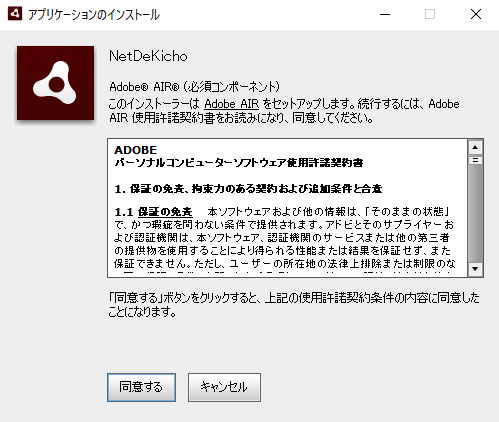 アプリケーションのインストール
NetDeKicho
Adobe® AIR® (必須コンポーネント)
このインストーラーは Adobe AIR をセットアップします。続行するには、Adobe
AIR 使用許諾契約書をお読みになり、同意してください。
ADOBE
パーソナルコンピューターソフトウェア使用許諾契約書
1. 保証の免責、拘束力のある契約および追加条件と合意
1.1 保証の免責 本ソフトウェアおよび他の情報は、「そのままの状態」
で、かつ瑕疵を問わない条件で提供されます。アドビとそのサプライヤーお
よび認証機関は、本ソフトウェア、認証機関のサービスまたは他の第三者
の提供物を使用することにより得られる性能または結果を保証せず、また
保証できません。ただし、ユーザーの所在地の法律上排除または制限のな
「同意する」ボタンをクリックすると、上記の使用許諾契約条件の内容に同意した
ことになります。
同意する
キャンセル